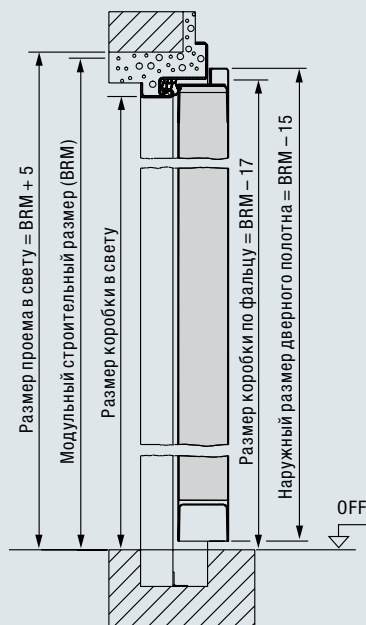 Размер проема в свету = BRM + 5
Модульный строительный размер (BRM)
Размер коробки в свету
Размер коробки по фальцу = BRM – 17
Наружный размер дверного полотна = BRM – 15
OFF